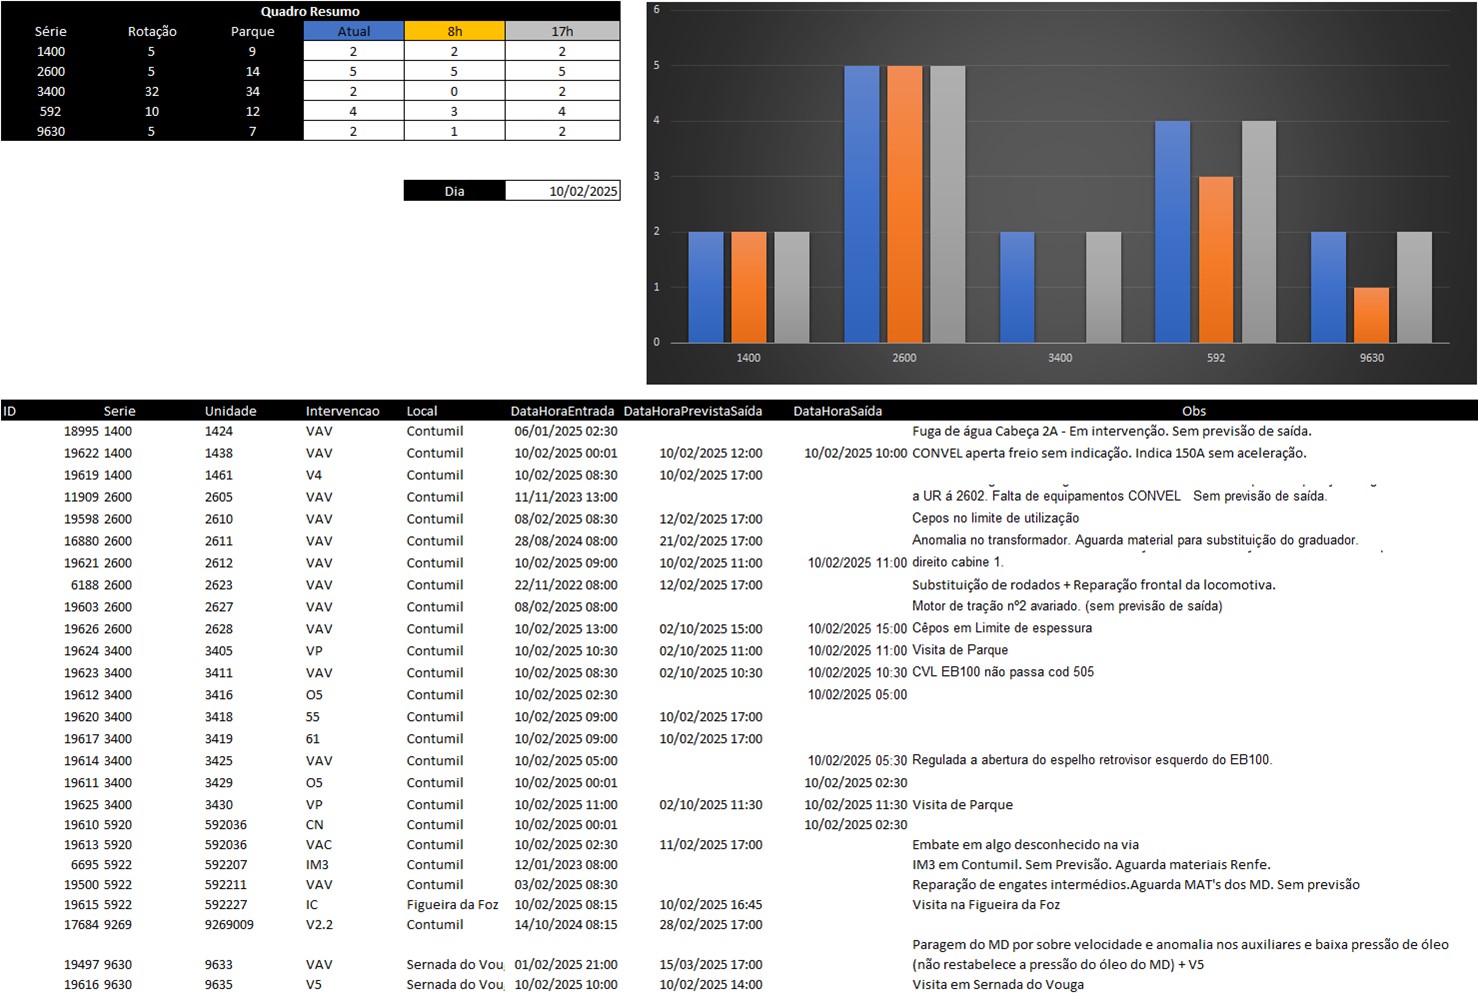 Quadro Resumo
Série Rotação Parque Atual 8h 17h
1400 5 9 2 2 2
2600 5 14 5 5 5
3400 32 34 2 0 2
592 10 12 4 3 4
9630 5 7 2 1 2
Dia 10/02/2025
6
5
4
3
2
1
0
1400 2600 3400 592 9630
ID Serie Unidade Intervencao Local DataHoraEntrada DataHoraPrevistaSaída DataHoraSaída Obs
18995 1400 1424 VAV Contumil 06/01/2025 02:30 Fuga de água Cabeça 2A - Em intervenção. Sem previsão de saída.
19622 1400 1438 VAV Contumil 10/02/2025 00:01 10/02/2025 12:00 10/02/2025 10:00 CONVEL aperta freio sem indicação. Indica 150A sem aceleração.
19619 1400 1461 V4 Contumil 10/02/2025 08:30 10/02/2025 17:00
11909 2600 2605 VAV Contumil 11/11/2023 13:00 a UR á 2602. Falta de equipamentos CONVEL Sem previsão de saída.
19598 2600 2610 VAV Contumil 08/02/2025 08:30 12/02/2025 17:00 Cepos no limite de utilização
16880 2600 2611 VAV Contumil 28/08/2024 08:00 21/02/2025 17:00 Anomalia no transformador. Aguarda material para substituição do graduador.
19621 2600 2612 VAV Contumil 10/02/2025 09:00 10/02/2025 11:00 10/02/2025 11:00 direito cabine 1.
6188 2600 2623 VAV Contumil 22/11/2022 08:00 12/02/2025 17:00 Substituição de rodados + Reparação frontal da locomotiva.
19603 2600 2627 VAV Contumil 08/02/2025 08:00 Motor de tração nº2 avariado. (sem previsão de saída)
19626 2600 2628 VAV Contumil 10/02/2025 13:00 02/10/2025 15:00 10/02/2025 15:00 Cêpos em Limite de espessura
19624 3400 3405 VP Contumil 10/02/2025 10:30 02/10/2025 11:00 10/02/2025 11:00 Visita de Parque
19623 3400 3411 VAV Contumil 10/02/2025 08:30 02/10/2025 10:30 10/02/2025 10:30 CVL EB100 não passa cod 505
19612 3400 3416 O5 Contumil 10/02/2025 02:30 10/02/2025 05:00
19620 3400 3418 55 Contumil 10/02/2025 09:00 10/02/2025 17:00
19617 3400 3419 61 Contumil 10/02/2025 09:00 10/02/2025 17:00
19614 3400 3425 VAV Contumil 10/02/2025 05:00 10/02/2025 05:30 Regulada a abertura do espelho retrovisor esquerdo do EB100.
19611 3400 3429 O5 Contumil 10/02/2025 00:01 10/02/2025 02:30
19625 3400 3430 VP Contumil 10/02/2025 11:00 02/10/2025 11:30 10/02/2025 11:30 Visita de Parque
19610 5920 592036 CN Contumil 10/02/2025 00:01 10/02/2025 02:30
19613 5920 592036 VAC Contumil 10/02/2025 02:30 11/02/2025 17:00 Embate em algo desconhecido na via
6695 5922 592207 IM3 Contumil 12/01/2023 08:00 IM3 em Contumil. Sem Previsão. Aguarda materiais Renfe.
19500 5922 592211 VAV Contumil 03/02/2025 08:30 Reparação de engates intermédios.Aguarda MAT's dos MD. Sem previsão
19615 5922 592227 IC Figueira da Foz 10/02/2025 08:15 10/02/2025 16:45 Visita na Figueira da Foz
17684 9269 9269009 V2.2 Contumil 14/10/2024 08:15 28/02/2025 17:00
Paragem do MD por sobre velocidade e anomalia nos auxiliares e baixa pressão de óleo
19497 9630 9633 VAV Sernada do Vou 01/02/2025 21:00 15/03/2025 17:00 (não restabelece a pressão do óleo do MD) + V5
19616 9630 9635 V5 Sernada do Vou 10/02/2025 10:00 10/02/2025 14:00 Visita em Sernada do Vouga